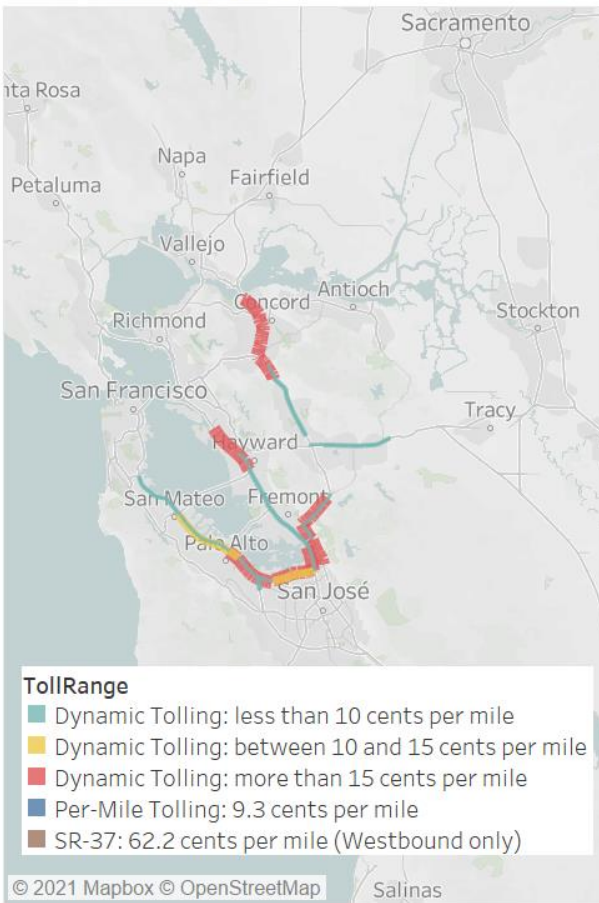 Sacramento
nta Rosa
Napa
Fairfield
Petaluma
Vallejo
Antioch
Concord
Stockton
Richmond
San Francisco
Tracy
Hayward
San Mateo
Fremont
Palo Alto
San José
TollRange
Dynamic Tolling: less than 10 cents per mile
Dynamic Tolling: between 10 and 15 cents per mile
Dynamic Tolling: more than 15 cents per mile
Per-Mile Tolling: 9.3 cents per mile
SR-37: 62.2 cents per mile (Westbound only)
© 2021 Mapbox © OpenStreetMap
Salinas